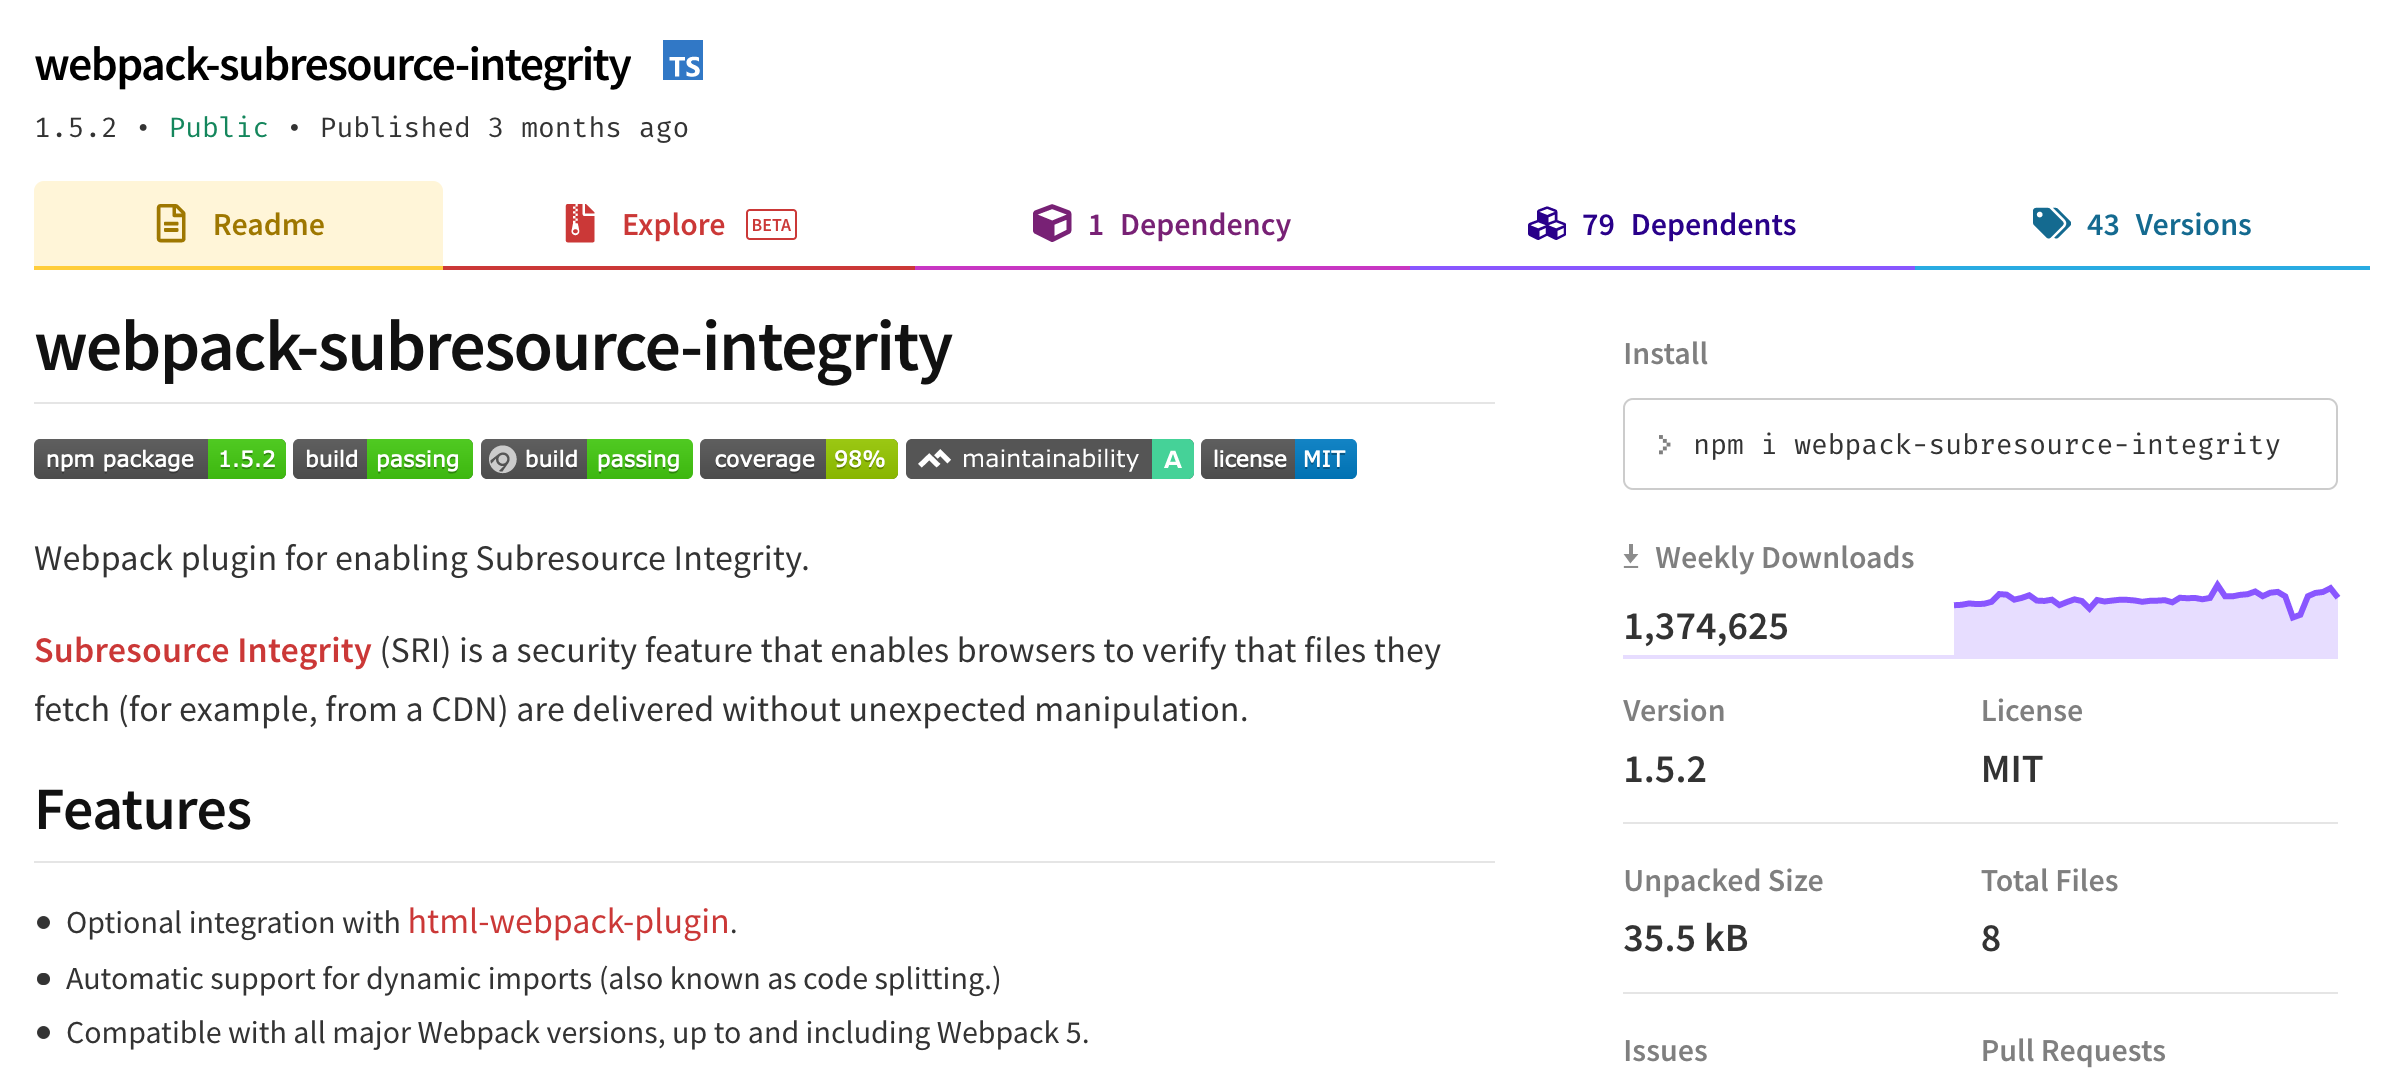 webpack-subresource-integrity TS
1.5.2 • Public • Published 3 months ago
Readme
Explore BETA
1 Dependency
79 Dependents
43 Versions
webpack-subresource-integrity
npm package 1.5.2 build passing build passing coverage 98% maintainability A license MIT
Webpack plugin for enabling Subresource Integrity.
Subresource Integrity (SRI) is a security feature that enables browsers to verify that files they
fetch (for example, from a CDN) are delivered without unexpected manipulation.
Features
• Optional integration with html-webpack-plugin.
• Automatic support for dynamic imports (also known as code splitting.)
• Compatible with all major Webpack versions, up to and including Webpack 5.
Install
> npm i webpack-subresource-integrity
Weekly Downloads
1,374,625
Version
1.5.2
License
MIT
Unpacked Size
35.5 kB
Total Files
8
Issues
Pull Requests